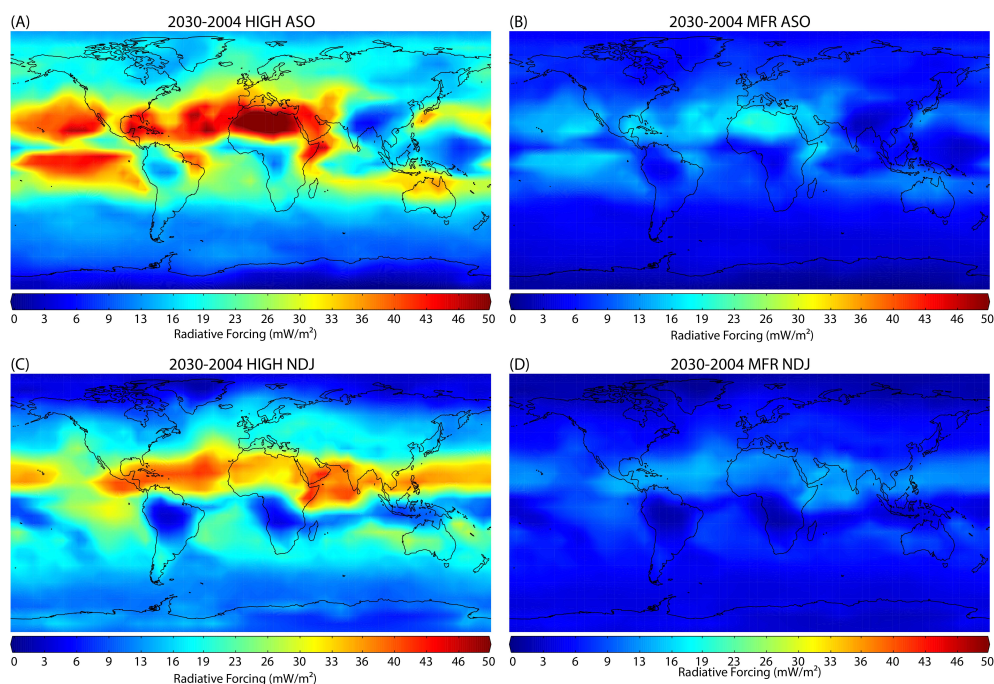 (A) 2030-2004 HIGH ASO
0 3 6 9 13 16 19 23 26 29 33 36 40 43 46 50
Radiative Forcing (mW/m²)
(B) 2030-2004 MFR ASO
0 3 6 9 13 16 19 23 26 29 33 36 40 43 46 50
Radiative Forcing (mW/m²)
(C) 2030-2004 HIGH NDJ
0 3 6 9 13 16 19 23 26 29 33 36 40 43 46 50
Radiative Forcing (mW/m²)
(D) 2030-2004 MFR NDJ
0 3 6 9 13 16 19 23 26 29 33 36 40 43 46 50
Radiative Forcing (mW/m²)